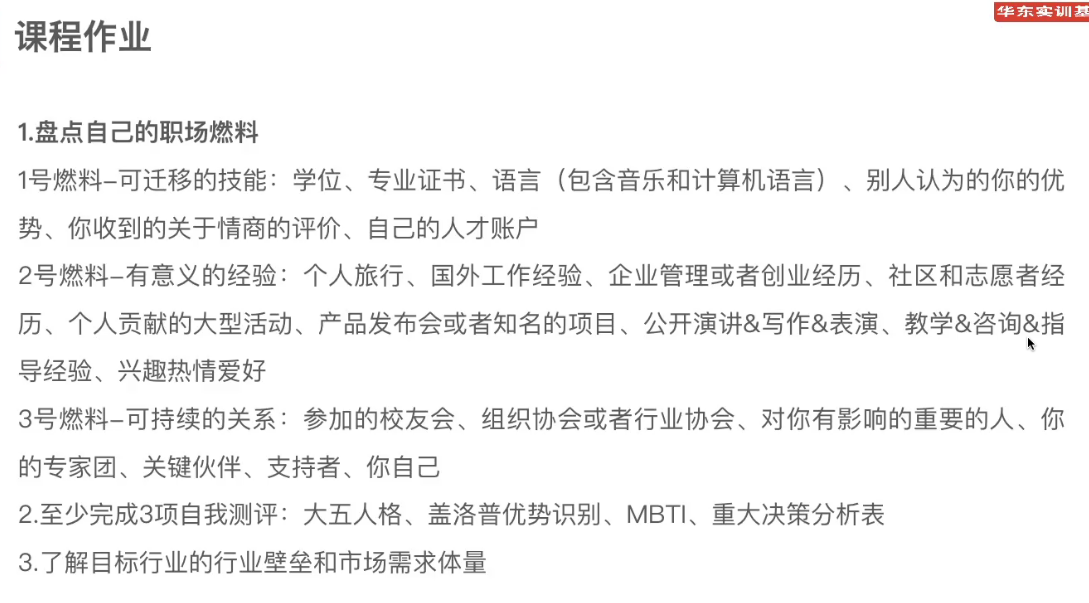 华东实训基
课程作业
1.盘点自己的职场燃料
1号燃料–可迁移的技能：学位、专业证书、语言（包含音乐和计算机语言）、别人认为的你的优
势、你收到的关于情商的评价、自己的人才账户
2号燃料–有意义的经验：个人旅行、国外工作经验、企业管理或者创业经历、社区和志愿者经
历、个人贡献的大型活动、产品发布会或者知名的项目、公开演讲&写作&表演、教学&咨询&指
导经验、兴趣热情爱好
3号燃料–可持续的关系：参加的校友会、组织协会或者行业协会、对你有影响的重要的人、你
的专家团、关键伙伴、支持者、你自己
2.至少完成3项自我测评：大五人格、盖洛普优势识别、MBTI、重大决策分析表
3.了解目标行业的行业壁垒和市场需求体量